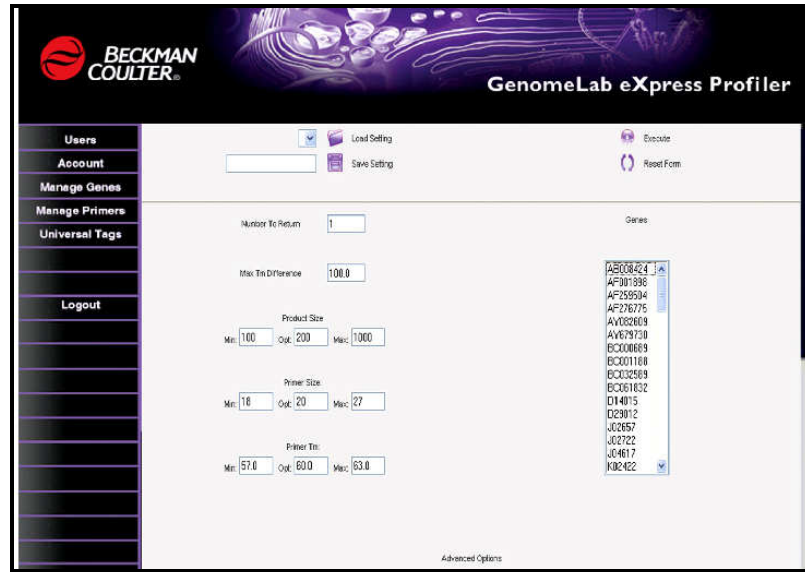 BECKMAN
COULTER®
GenomeLab eXpress Profiler
Users
Account
Manage Genes
Manage Primers
Universal Tags
Logout
Load Setting
Execute
Save Setting
Reset Form
Number To Return 1
Genes
Max Tm Difference 100.0
Product Size
Min: 100 Opt: 200 Max: 1000
Primer Size
Min: 18 Opt: 20 Max: 27
Primer Tm:
Min: 57.0 Opt: 60.0 Max: 63.0
AB008424
AF001898
AF259504
AF276775
AY082609
AY679730
BC000689
BC001188
BC032589
BC061832
D14015
D29012
J02657
J02722
J04617
K02422
Advanced Options